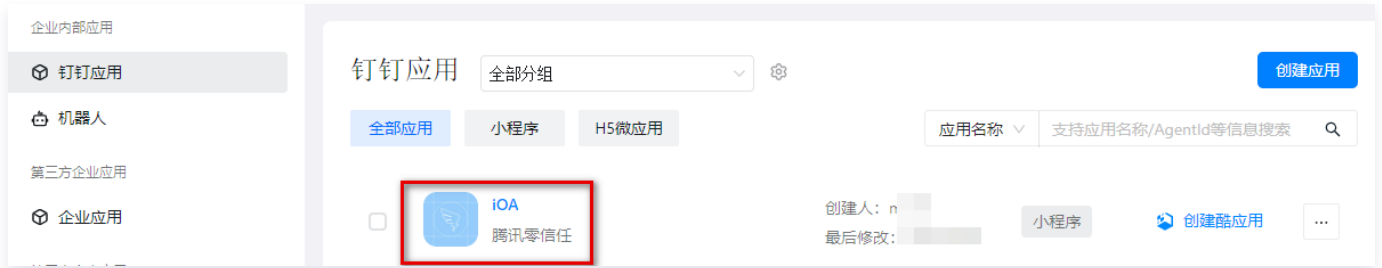 企业内部应用
钉钉应用
机器人
第三方企业应用
企业应用
钉钉应用
全部分组
创建应用
全部应用
小程序
H5微应用
应用名称
支持应用名称/AgentId等信息搜索
iOA
腾讯零信任
创建人：
最后修改：
小程序
创建酷应用
...